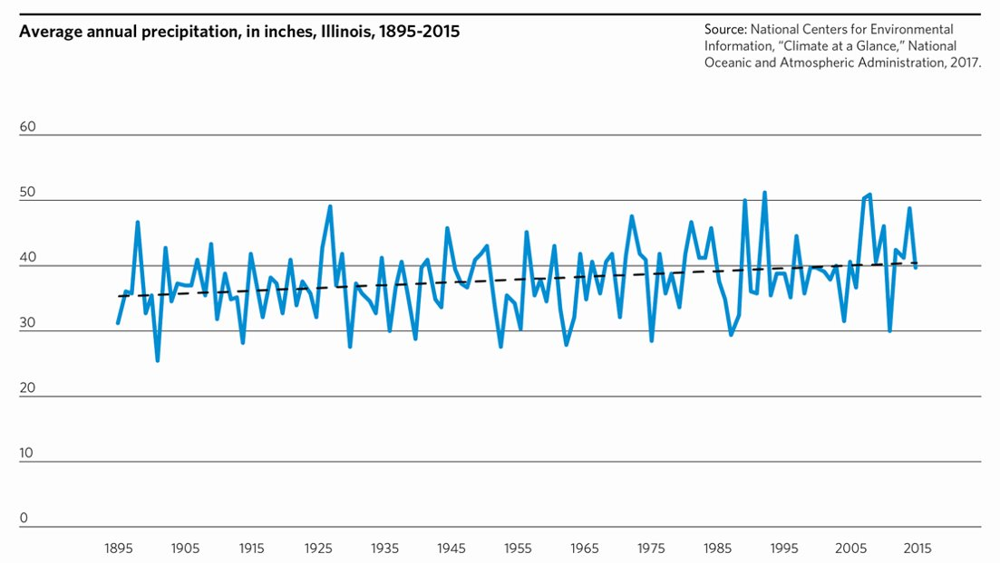 Average annual precipitation, in inches, Illinois, 1895-2015
Source: National Centers for Environmental
Information, “Climate at a Glance,” National
Oceanic and Atmospheric Administration, 2017.
60
50
40
30
20
10
0
1895 1905 1915 1925 1935 1945 1955 1965 1975 1985 1995 2005 2015